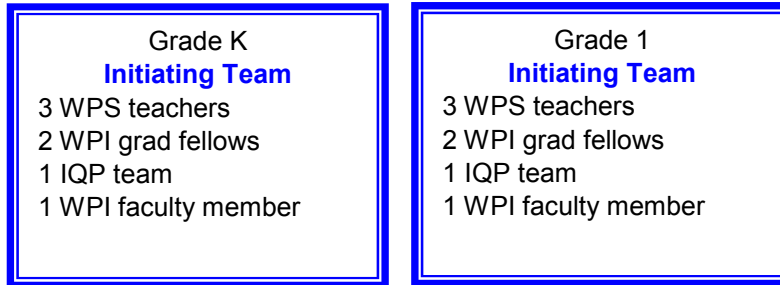 Grade K
Initiating Team
3 WPS teachers
2 WPI grad fellows
1 IQP team
1 WPI faculty member
Grade 1
Initiating Team
3 WPS teachers
2 WPI grad fellows
1 IQP team
1 WPI faculty member